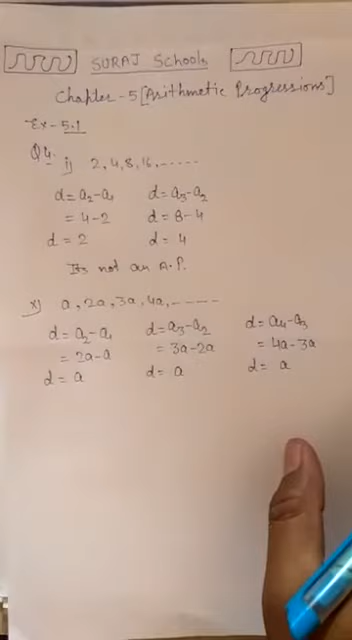 SURAJ Schools
Chapter - 5 [Arithmetic Progressions]
Ex - 5.1
Q4. i) 2, 4, 8, 16, ......
d = a₂ - a₁ d = a₃ - a₂
= 4 - 2 d = 8 - 4
d = 2 d = 4
Its not an A.P.
x) a, 2a, 3a, 4a, - - - - -
d = a₂ - a₁ d = a₃ - a₂ d = a₄ - a₃
= 2a - a = 3a - 2a = 4a - 3a
d = a d = a d = a